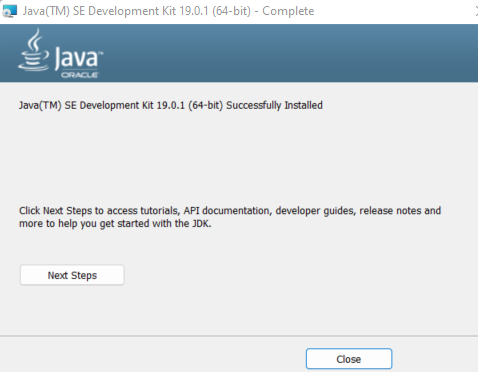 Java(TM) SE Development Kit 19.0.1 (64-bit) - Complete
Java™
ORACLE
Java(TM) SE Development Kit 19.0.1 (64-bit) Successfully Installed
Click Next Steps to access tutorials, API documentation, developer guides, release notes and
more to help you get started with the JDK.
Next Steps
Close